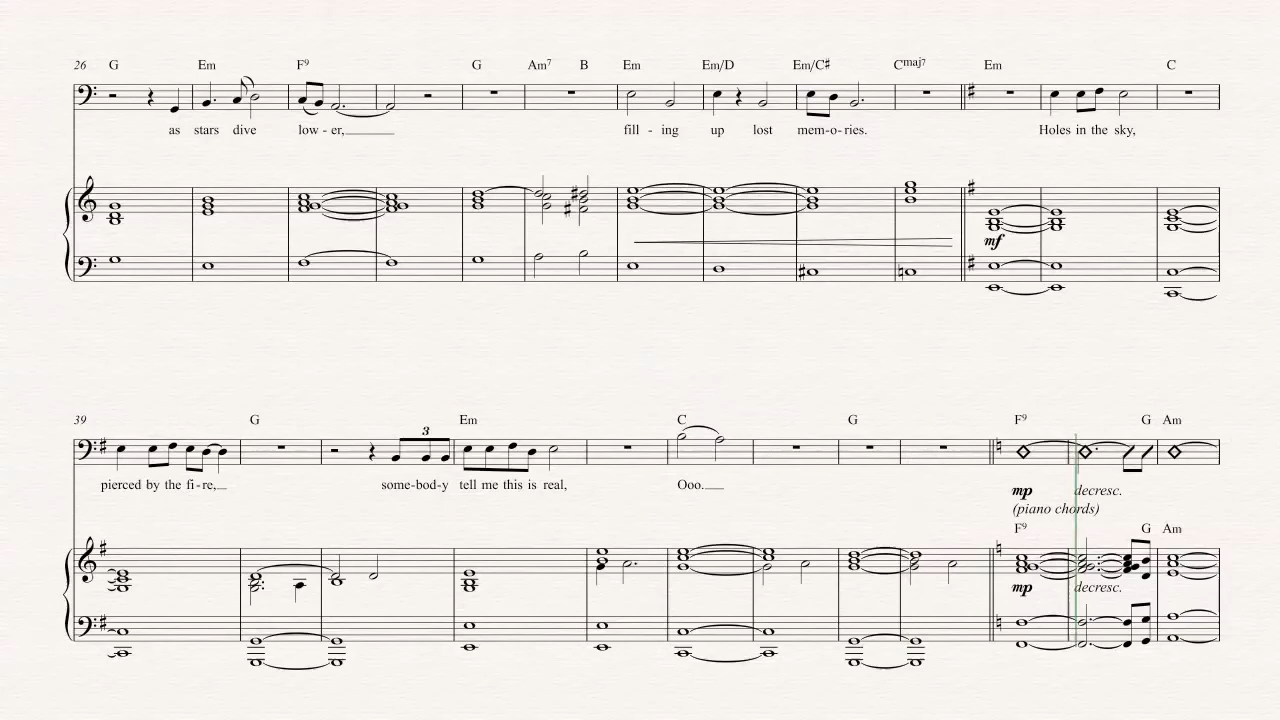 26 G Em F9 G Am7 B Em Em/D Em/C♯ Cmaj7 Em C
as stars dive low - er, fill - ing up lost mem-o-ries. Holes in the sky,
mf
39 G Em C G F9 G Am
3
pierced by the fi-re, some-bod-y tell me this is real, Ooo. mp decresc.
(piano chords)
F9 G Am
mp decresc.